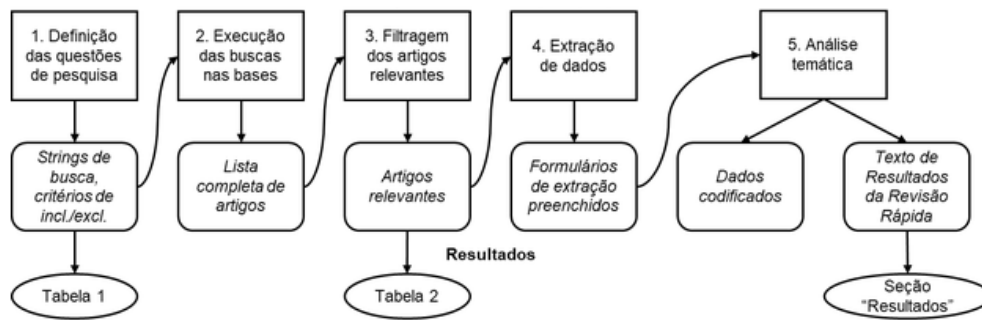 1. Definição
das questões
de pesquisa
2. Execução
das buscas
nas bases
3. Filtragem
dos artigos
relevantes
4. Extração
de dados
5. Análise
temática
Strings de
busca,
critérios de
incl./excl.
Lista
completa de
artigos
Artigos
relevantes
Formulários
de extração
preenchidos
Dados
codificados
Texto de
Resultados
da Revisão
Rápida
Resultados
Tabela 1
Tabela 2
Seção
“Resultados”